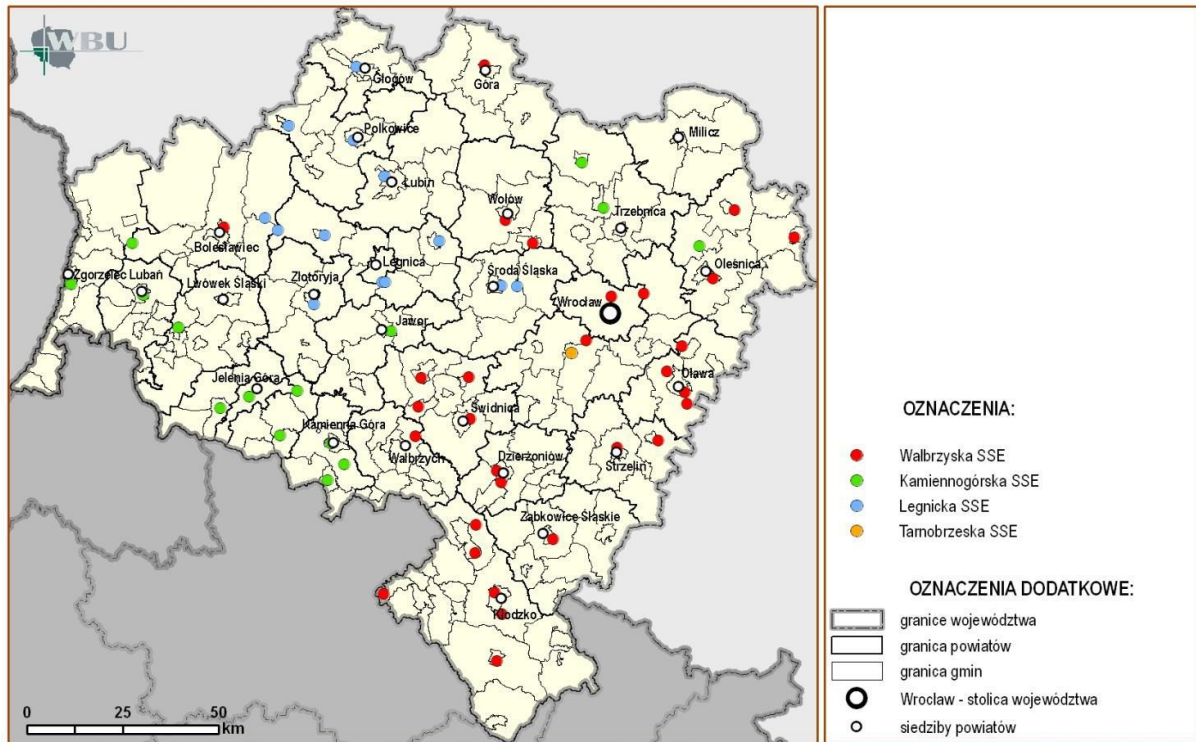 WBU
Głogów
Góra
Polkowice
Milicz
Lubin
Wołów
Trzebnica
Bolesławiec
Oleśnica
Legnica
Środa Śląska
Zgorzelec
Lubań
Lwówek Śląski
Złotoryja
Wrocław
Jawor
Jelenia Góra
Oława
Kamienna Góra
Świdnica
Wałbrzych
Dzierżoniów
Strzelin
Ząbkowice Śląskie
Kłodzko
0 25 50
km
OZNACZENIA:
Wałbrzyska SSE
Kamiennogórska SSE
Legnicka SSE
Tarnobrzeska SSE
OZNACZENIA DODATKOWE:
granice województwa
granica powiatów
granica gmin
Wrocław - stolica województwa
siedziby powiatów